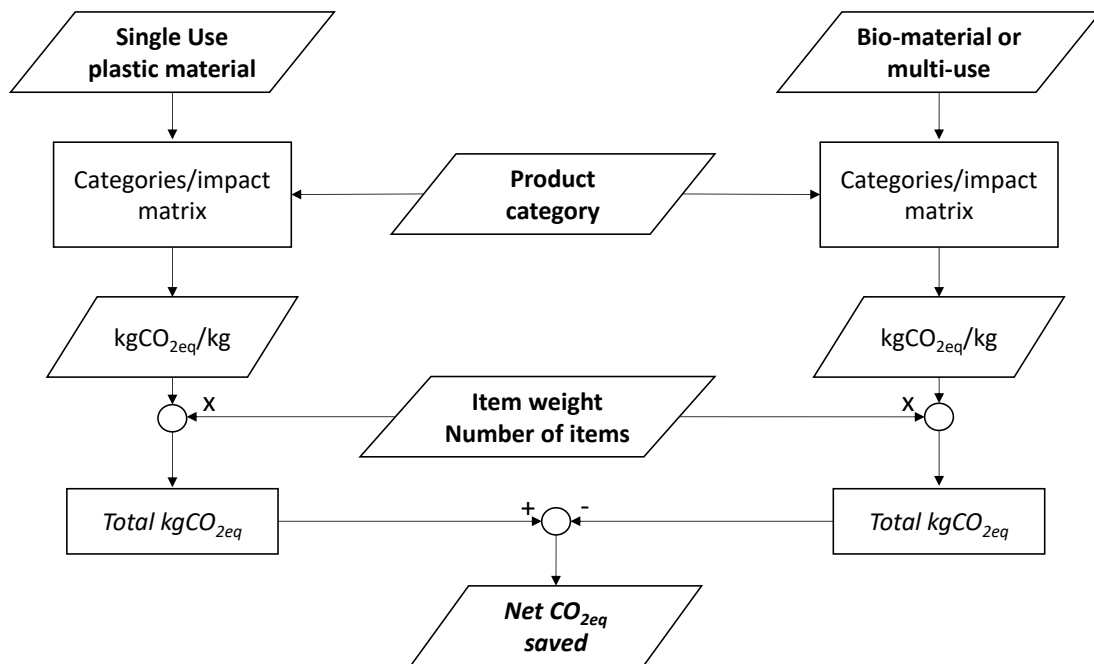 Single Use
plastic material
Bio-material or
multi-use
Categories/impact
matrix
Product
category
Categories/impact
matrix
kgCO₂eq/kg
kgCO₂eq/kg
x
Item weight
Number of items
x
Total kgCO₂eq
+
-
Total kgCO₂eq
Net CO₂eq
saved